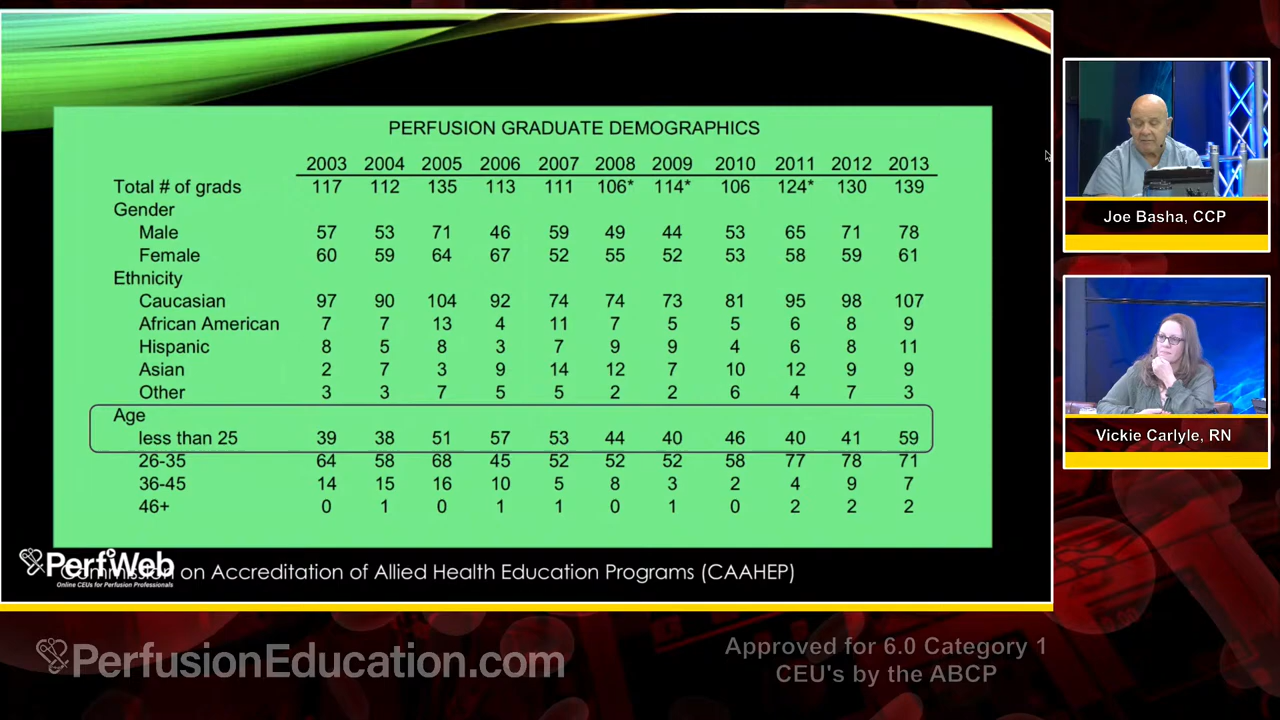 PERFUSION GRADUATE DEMOGRAPHICS
2003 2004 2005 2006 2007 2008 2009 2010 2011 2012 2013
Total # of grads 117 112 135 113 111 106* 114* 106 124* 130 139
Gender
Male 57 53 71 46 59 49 44 53 65 71 78
Female 60 59 64 67 52 55 52 53 58 59 61
Ethnicity
Caucasian 97 90 104 92 74 74 73 81 95 98 107
African American 7 7 13 4 11 7 5 5 6 8 9
Hispanic 8 5 8 3 7 9 9 4 6 8 11
Asian 2 7 3 9 14 12 7 10 12 9 9
Other 3 3 7 5 5 2 2 6 4 7 3
Age
less than 25 39 38 51 57 53 44 40 46 40 41 59
26-35 64 58 68 45 52 52 52 58 77 78 71
36-45 14 15 16 10 5 8 3 2 4 9 7
46+ 0 1 0 1 1 0 1 0 2 2 2
PerfWeb
Online CEUs for Perfusion Professionals
on Accreditation of Allied Health Education Programs (CAAHEP)
Joe Basha, CCP
Vickie Carlyle, RN
PerfusionEducation.com
Approved for 6.0 Category 1
CEU's by the ABCP